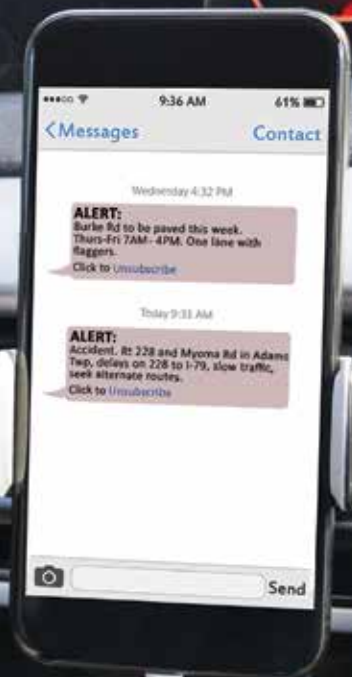 9:36 AM
61%
Messages
Contact
Wednesday 4:32 PM
ALERT:
Burke Rd to be paved this week.
Thurs-Fri 7AM-4PM. One lane with
flaggers.
Click to Unsubscribe
Today 9:33 AM
ALERT:
Accident. Rt 228 and Myoma Rd in Adams
Twp, delays on 228 to I-79, slow traffic,
seek alternate routes.
Click to Unsubscribe
Send